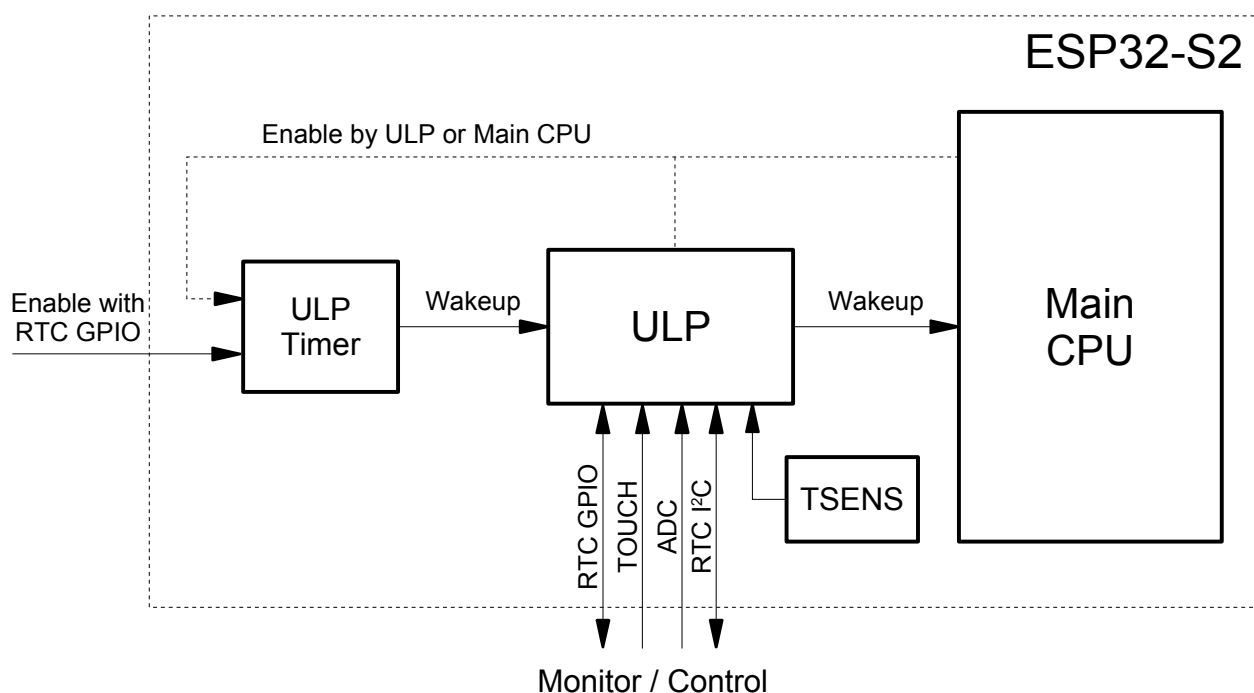 ESP32-S2
Enable by ULP or Main CPU
Enable with
RTC GPIO
ULP
Timer
Wakeup
ULP
Wakeup
Main
CPU
RTC GPIO
TOUCH
ADC
RTC I²C
TSENS
Monitor / Control